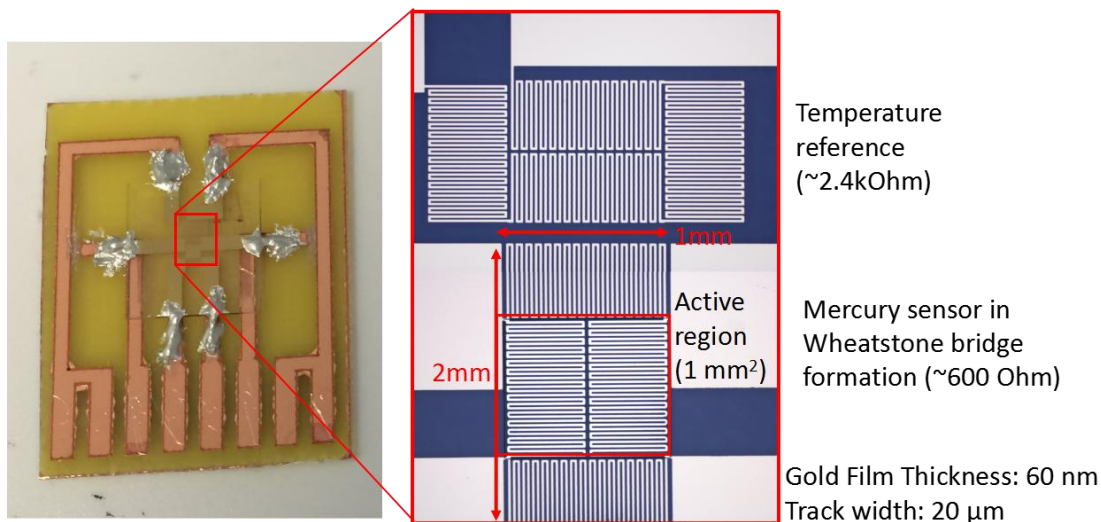 Temperature
reference
(~2.4kOhm)
1mm
Active
region
(1 mm²)
2mm
Mercury sensor in
Wheatstone bridge
formation (~600 Ohm)
Gold Film Thickness: 60 nm
Track width: 20 µm